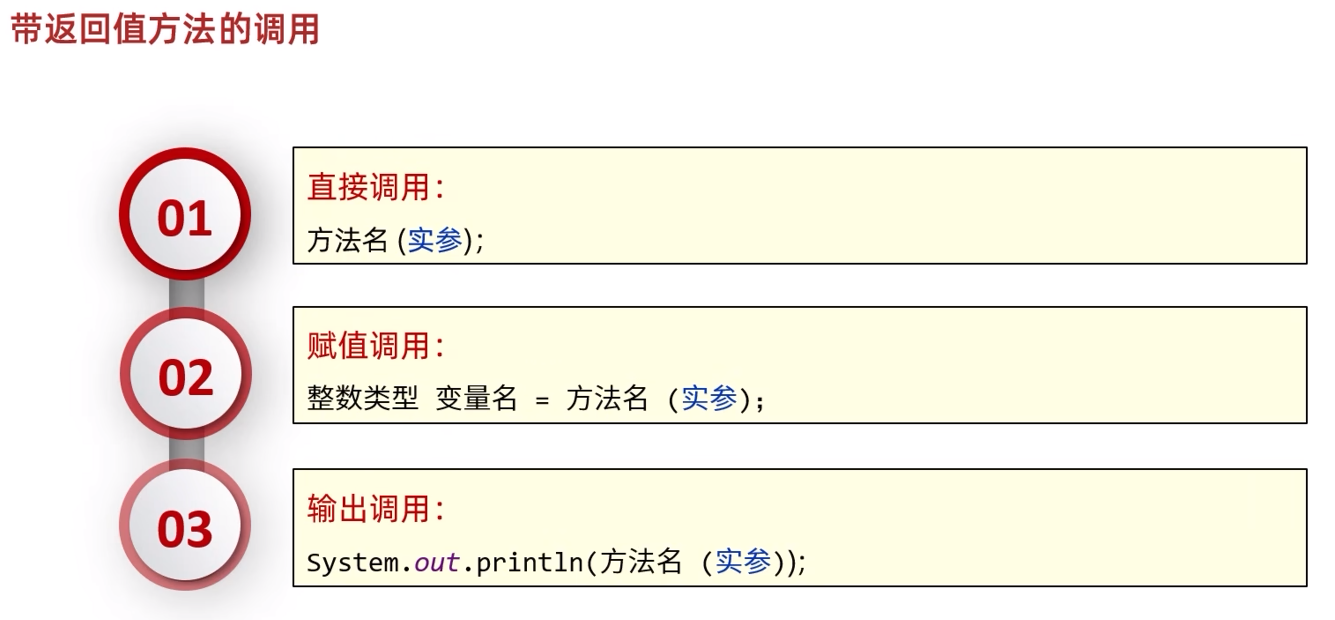 带返回值方法的调用
01
直接调用：
方法名 (实参);
02
赋值调用：
整数类型 变量名 = 方法名 (实参);
03
输出调用：
System.out.println(方法名 (实参));